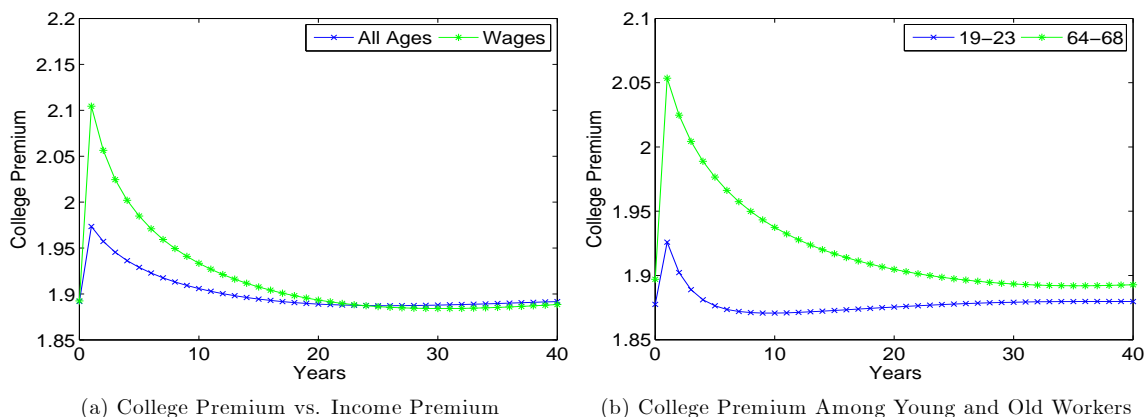 2.2
2.15
2.1
2.05
2
1.95
1.9
1.85
College Premium
0 10 20 30 40
Years
All Ages Wages
(a) College Premium vs. Income Premium
2.1
2.05
2
1.95
1.9
1.85
College Premium
0 10 20 30 40
Years
19−23 64−68
(b) College Premium Among Young and Old Workers